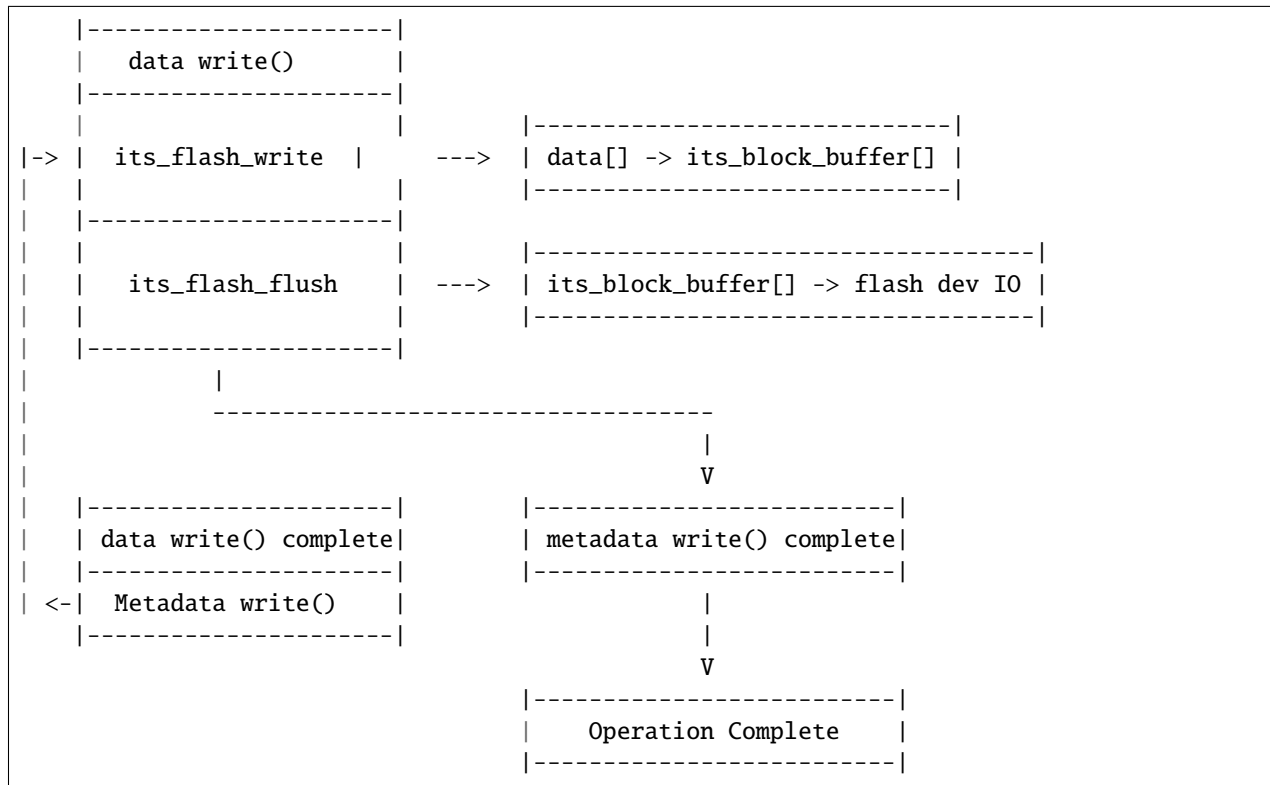 |----------------------|
|   data write()       |
|----------------------|
|                      |        |------------------------------|
|-> |  its_flash_write  |     --->  | data[] -> its_block_buffer[] |
|   |                      |        |------------------------------|
|   |----------------------|
|   |                      |        |------------------------------------|
|   |   its_flash_flush    |  --->  | its_block_buffer[] -> flash dev IO |
|   |                      |        |------------------------------------|
|   |----------------------|
|             |
|             ------------------------------------
|                                                |
|                                                V
|   |----------------------|        |--------------------------|
|   | data write() complete|        | metadata write() complete|
|   |----------------------|        |--------------------------|
| <-|  Metadata write()    |                     |
|----------------------|                     |
V
|--------------------------|
|    Operation Complete    |
|--------------------------|